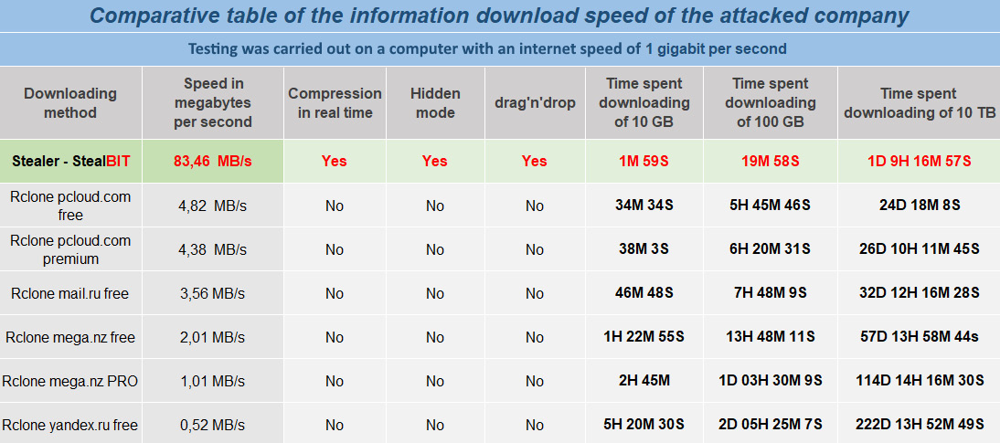 Comparative table of the information download speed of the attacked company
Testing was carried out on a computer with an internet speed of 1 gigabit per second
Downloading method Speed in megabytes per second Compression in real time Hidden mode drag'n'drop Time spent downloading of 10 GB Time spent downloading of 100 GB Time spent downloading of 10 TB
Stealer - StealBIT 83,46 MB/s Yes Yes Yes 1M 59S 19M 58S 1D 9H 16M 57S
Rclone pcloud.com free 4,82 MB/s No No No 34M 34S 5H 45M 46S 24D 18M 8S
Rclone pcloud.com premium 4,38 MB/s No No No 38M 3S 6H 20M 31S 26D 10H 11M 45S
Rclone mail.ru free 3,56 MB/s No No No 46M 48S 7H 48M 9S 32D 12H 16M 28S
Rclone mega.nz free 2,01 MB/s No No No 1H 22M 55S 13H 48M 11S 57D 13H 58M 44s
Rclone mega.nz PRO 1,01 MB/s No No No 2H 45M 1D 03H 30M 9S 114D 14H 16M 30S
Rclone yandex.ru free 0,52 MB/s No No No 5H 20M 30S 2D 05H 25M 7S 222D 13H 52M 49S